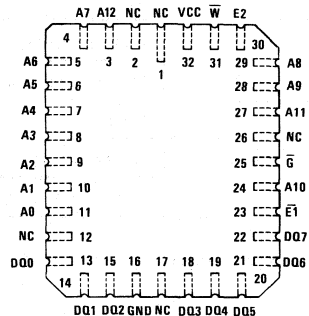 A7 A12 NC NC VCC W̅ E2
4 3 2 1 32 31 30
A6 5 29 A8
A5 6 28 A9
A4 7 27 A11
A3 8 26 NC
A2 9 25 G̅
A1 10 24 A10
A0 11 23 E̅1̅
NC 12 22 DQ7
DQ0 13 21 DQ6
14 15 16 17 18 19 20
DQ1 DQ2 GND NC DQ3 DQ4 DQ5